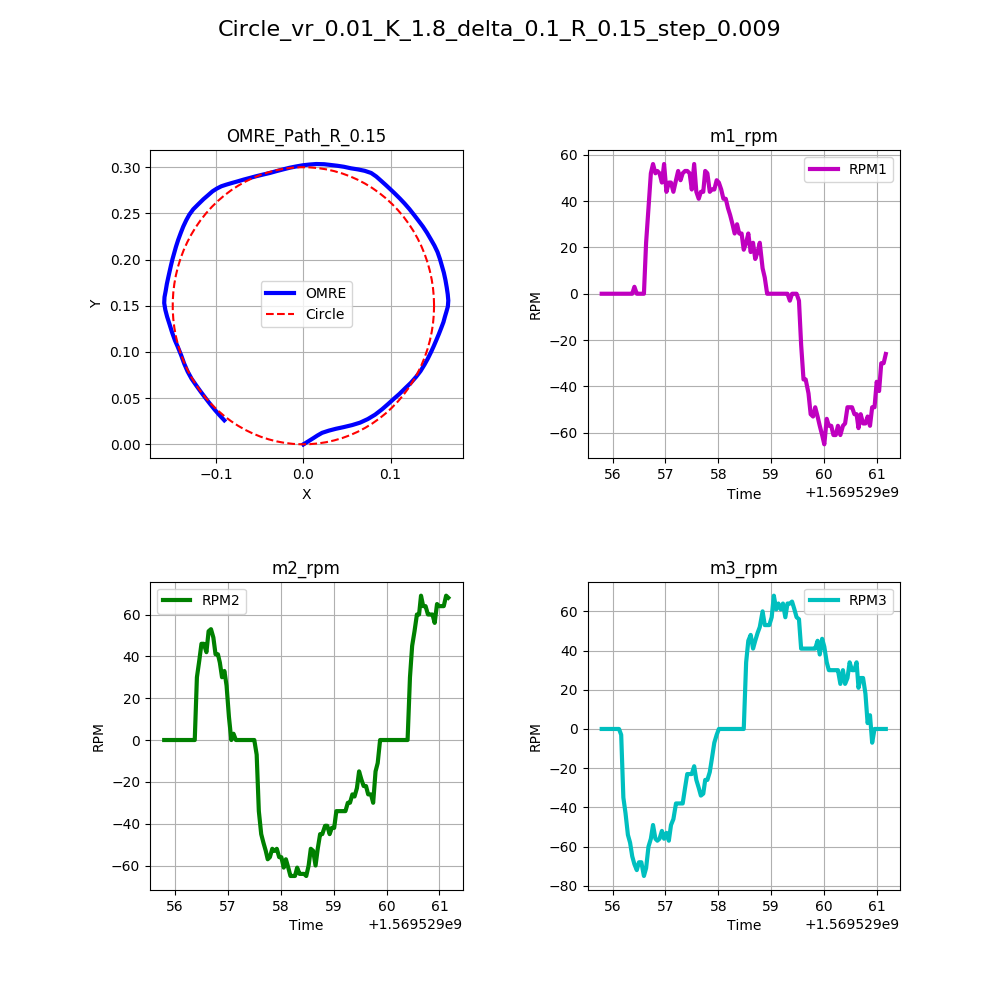 Circle_vr_0.01_K_1.8_delta_0.1_R_0.15_step_0.009
OMRE_Path_R_0.15
0.30
0.25
0.20
0.15
0.10
0.05
0.00
Y
OMRE
Circle
−0.1
0.0
0.1
X
m1_rpm
60
40
20
0
−20
−40
−60
RPM
RPM1
56
57
58
59
60
61
Time
+1.569529e9
m2_rpm
60
40
20
0
−20
−40
−60
RPM
RPM2
56
57
58
59
60
61
Time
+1.569529e9
m3_rpm
60
40
20
0
−20
−40
−60
−80
RPM
RPM3
56
57
58
59
60
61
Time
+1.569529e9